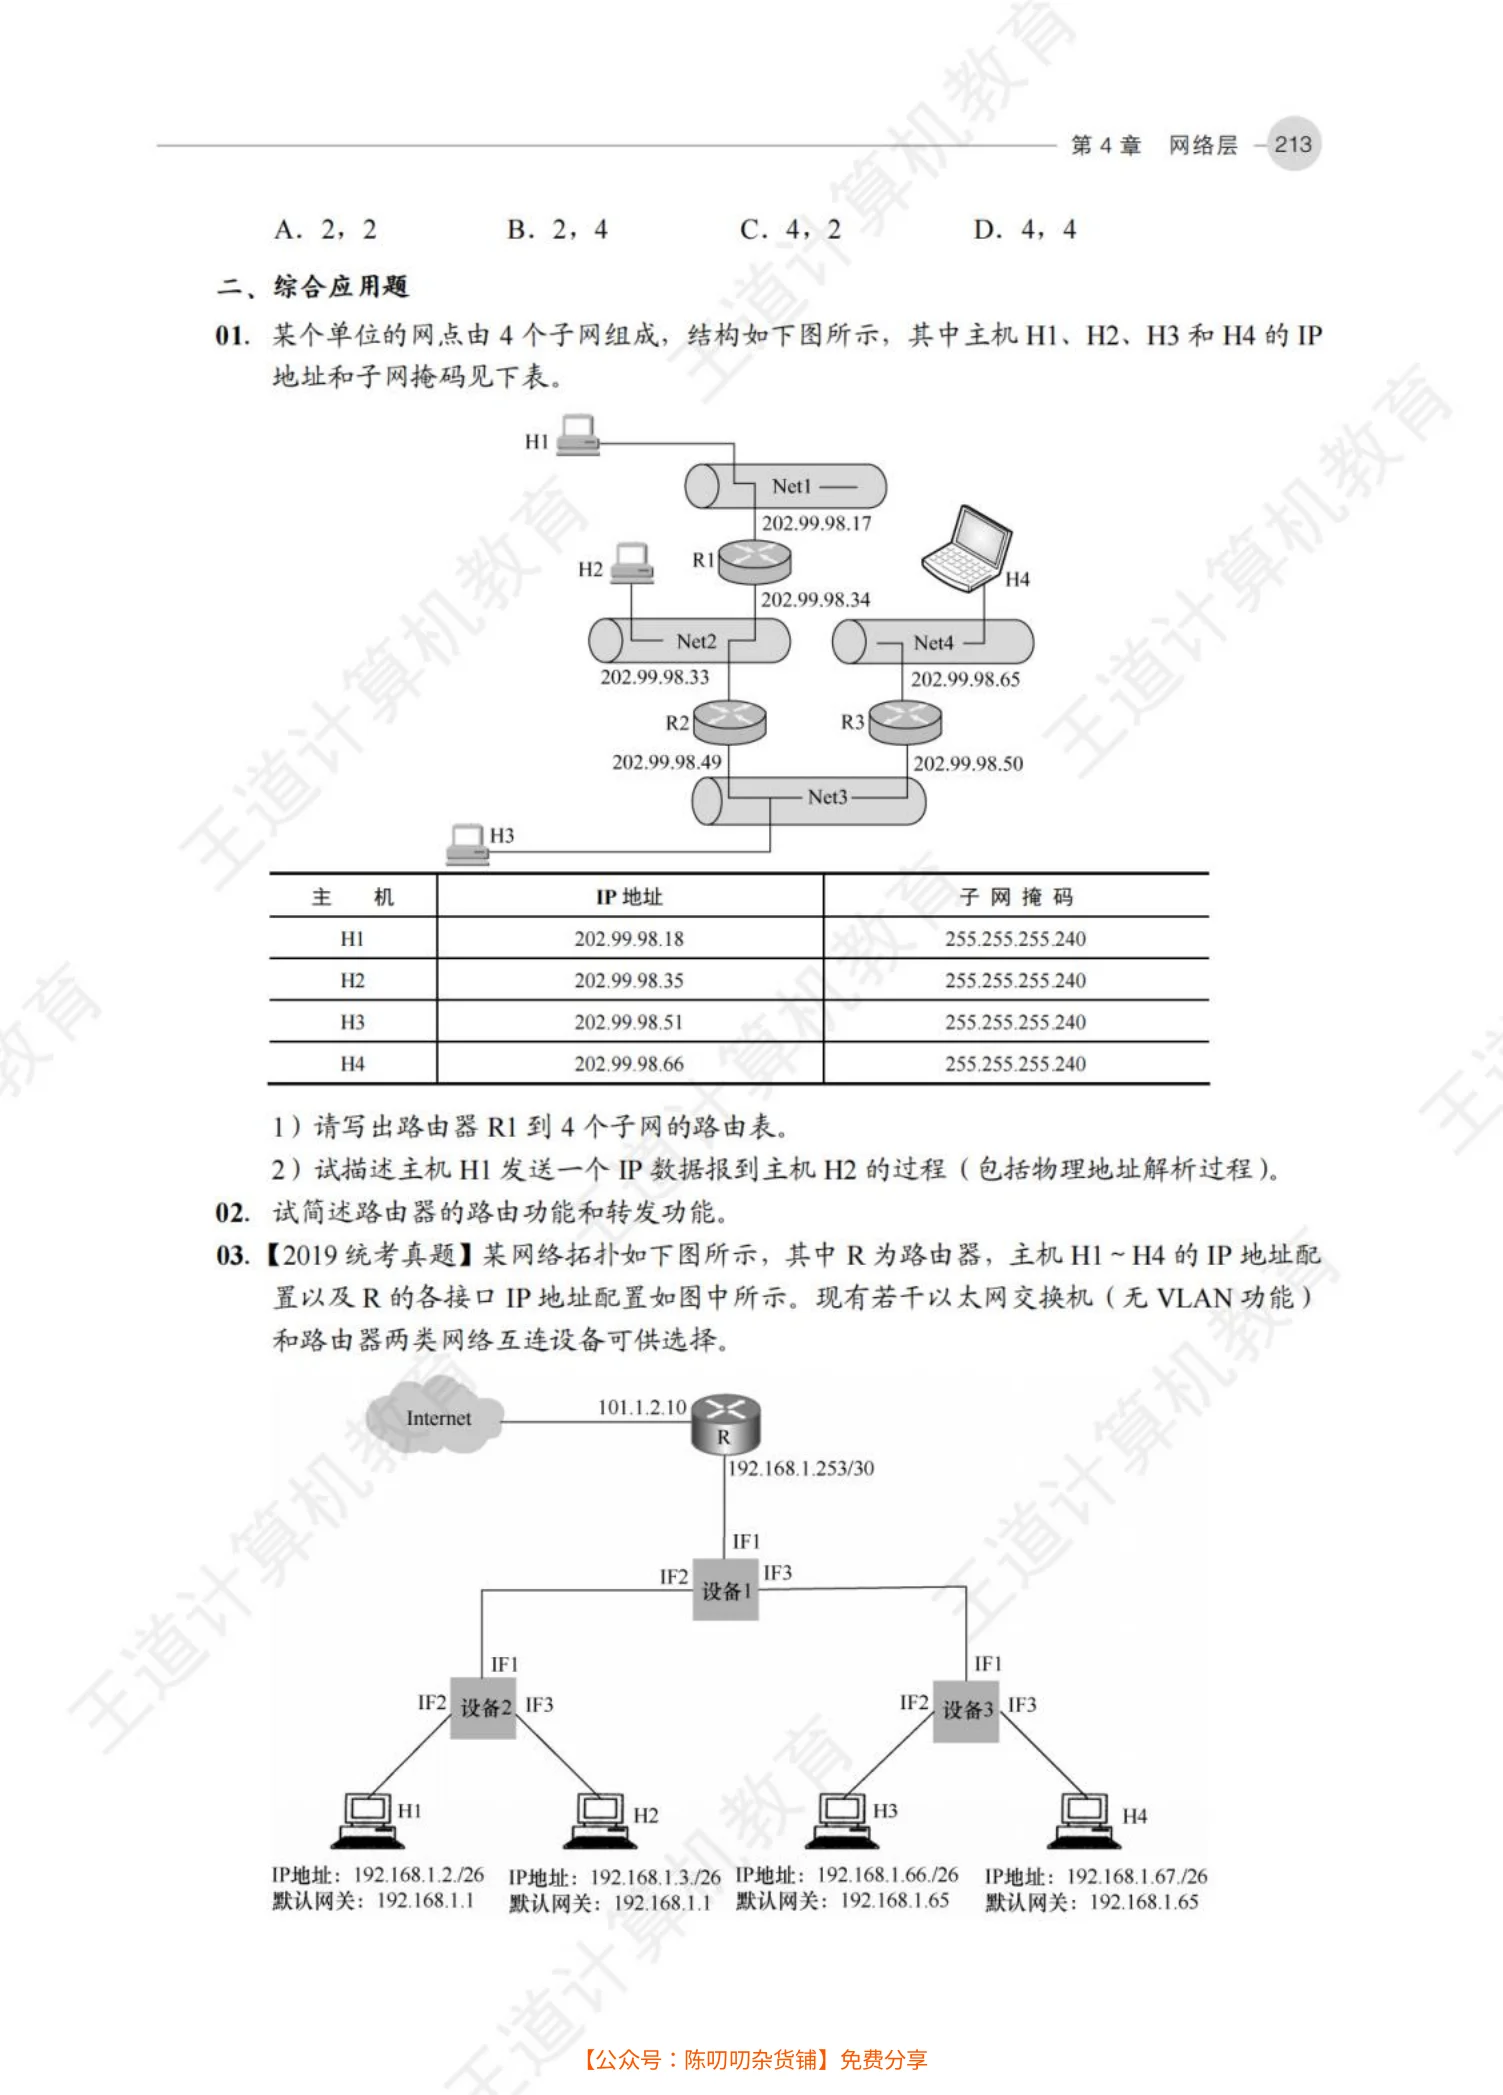 第 4 章 网络层 213
A. 2, 2 B. 2, 4 C. 4, 2 D. 4, 4
二、综合应用题
01. 某个单位的网点由 4 个子网组成，结构如下图所示，其中主机 H1、H2、H3 和 H4 的 IP
地址和子网掩码见下表。
H1
Net1
202.99.98.17
R1
H2
H4
202.99.98.34
Net2
Net4
202.99.98.33
202.99.98.65
R2
R3
202.99.98.49
202.99.98.50
Net3
H3
主 机 IP 地址 子 网 掩 码
H1 202.99.98.18 255.255.255.240
H2 202.99.98.35 255.255.255.240
H3 202.99.98.51 255.255.255.240
H4 202.99.98.66 255.255.255.240
1）请写出路由器 R1 到 4 个子网的路由表。
2）试描述主机 H1 发送一个 IP 数据报到主机 H2 的过程（包括物理地址解析过程）。
02. 试简述路由器的路由功能和转发功能。
03.【2019 统考真题】某网络拓扑如下图所示，其中 R 为路由器，主机 H1～H4 的 IP 地址配
置以及 R 的各接口 IP 地址配置如图中所示。现有若干以太网交换机（无 VLAN 功能）
和路由器两类网络互连设备可供选择。
Internet
101.1.2.10
R
192.168.1.253/30
IF1
IF2 设备1 IF3
IF1 IF1
IF2 设备2 IF3 IF2 设备3 IF3
H1 H2 H3 H4
IP地址：192.168.1.2./26 IP地址：192.168.1.3./26 IP地址：192.168.1.66./26 IP地址：192.168.1.67./26
默认网关：192.168.1.1 默认网关：192.168.1.1 默认网关：192.168.1.65 默认网关：192.168.1.65
王道计算机教育
【公众号：陈叨叨杂货铺】免费分享